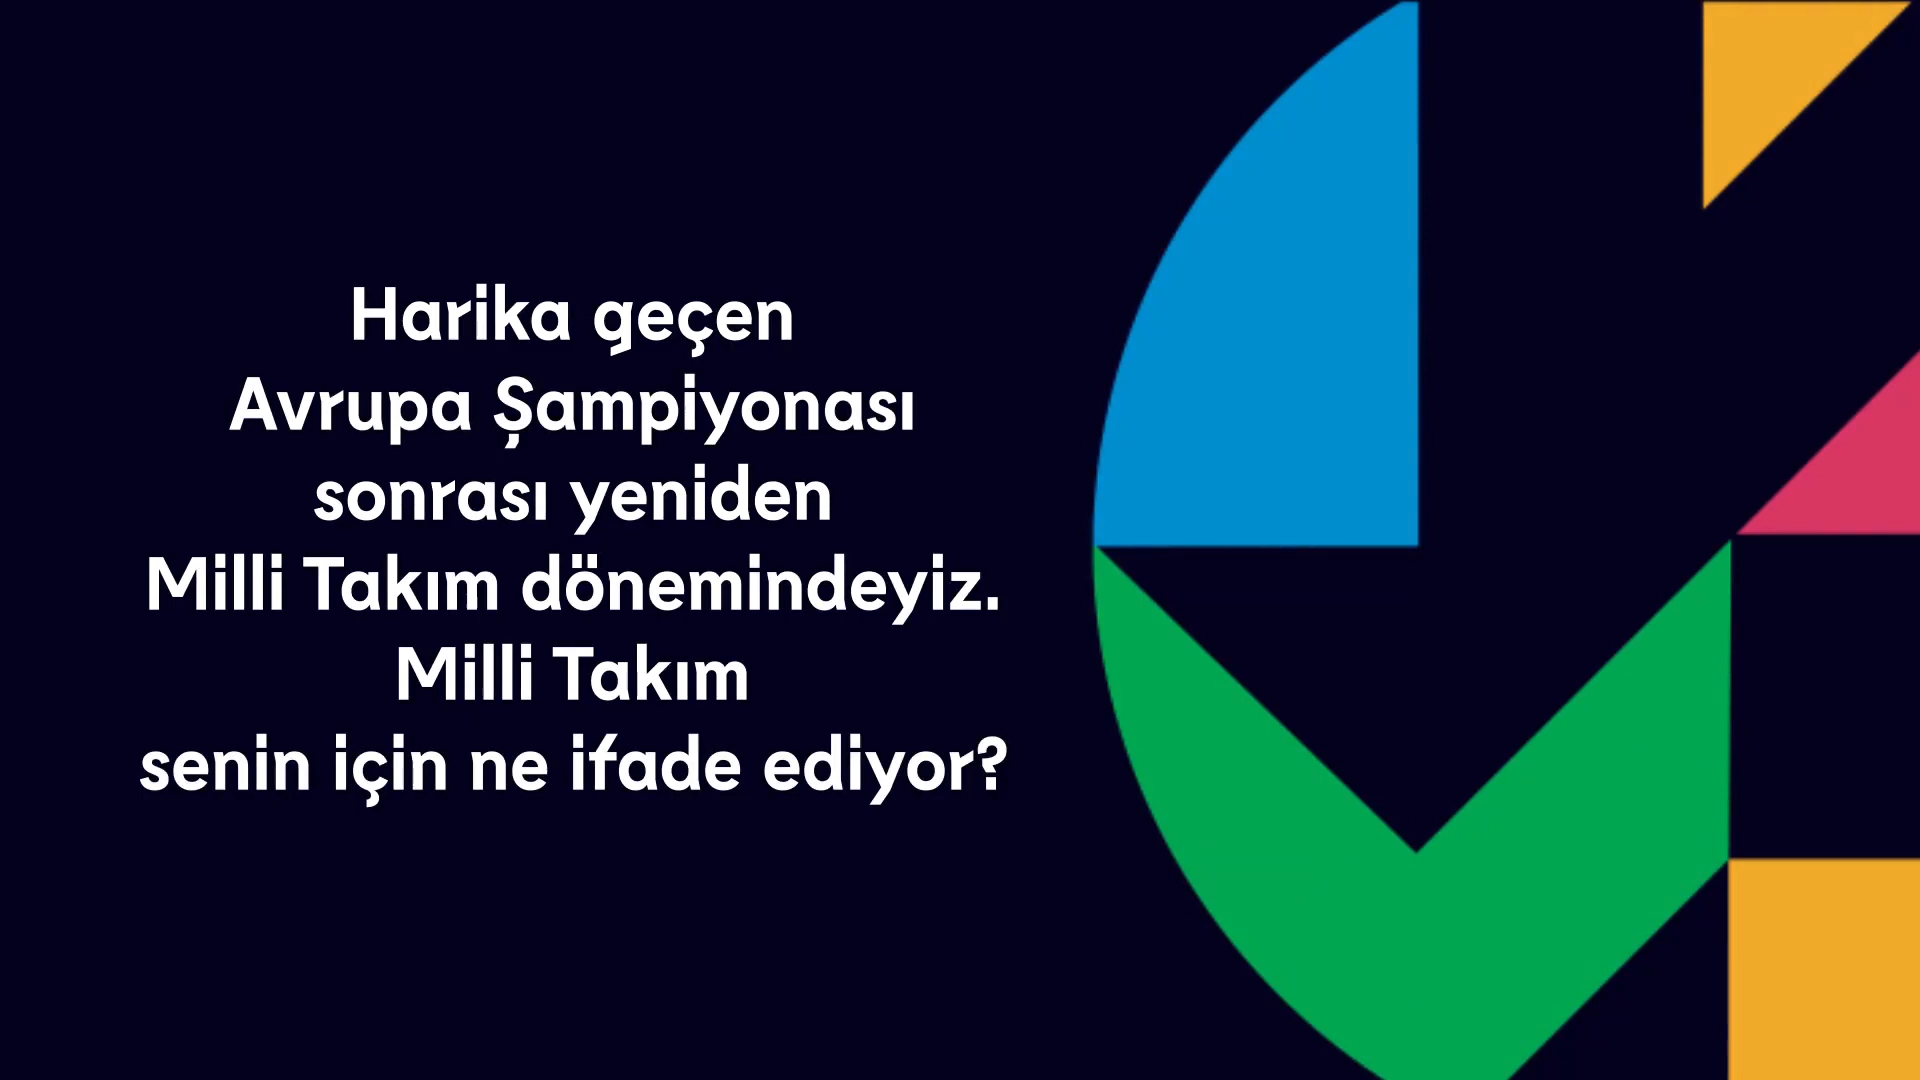 Harika geçen
Avrupa Şampiyonası
sonrası yeniden
Milli Takım dönemindeyiz.
Milli Takım
senin için ne ifade ediyor?